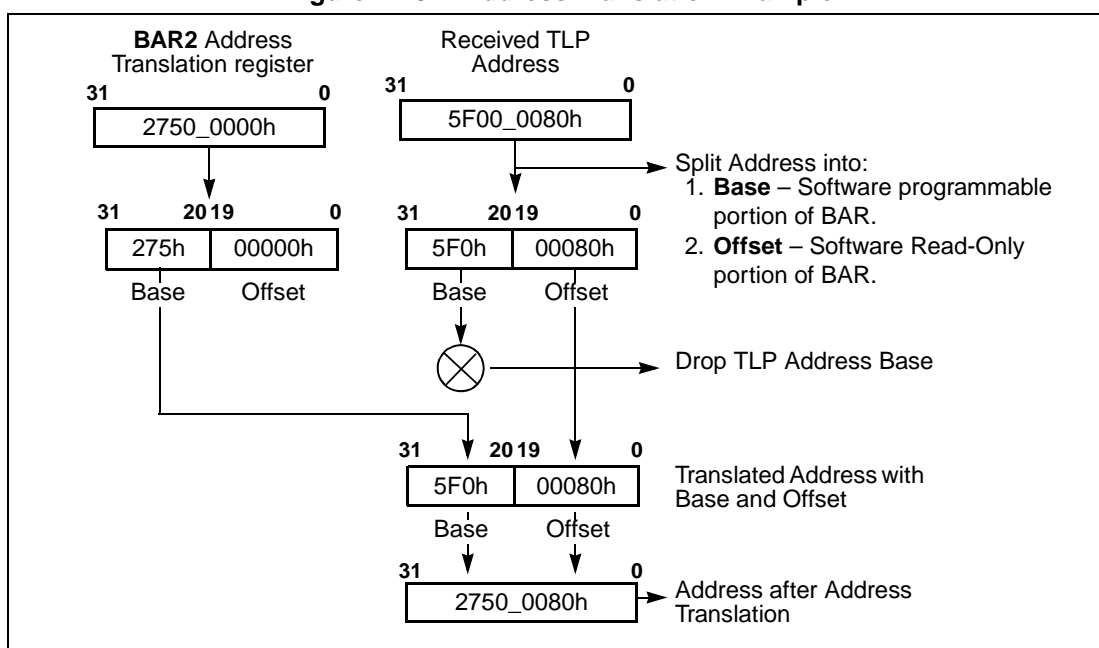 BAR2 Address
Translation register
31 0
2750_0000h
Received TLP
Address
31 0
5F00_0080h
Split Address into:
1. Base – Software programmable
portion of BAR.
2. Offset – Software Read-Only
portion of BAR.
31 20 19 0
275h 00000h
Base Offset
31 20 19 0
5F0h 00080h
Base Offset
Drop TLP Address Base
31 20 19 0
5F0h 00080h
Base Offset
Translated Address with
Base and Offset
31 0
2750_0080h
Address after Address
Translation